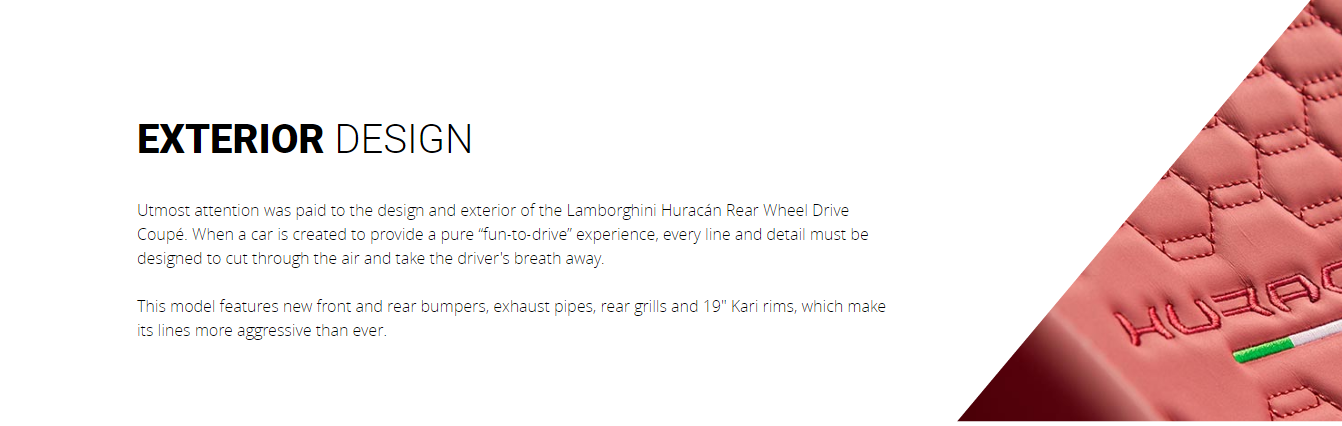 EXTERIOR DESIGN
Utmost attention was paid to the design and exterior of the Lamborghini Huracán Rear Wheel Drive
Coupé. When a car is created to provide a pure “fun-to-drive” experience, every line and detail must be
designed to cut through the air and take the driver's breath away.
This model features new front and rear bumpers, exhaust pipes, rear grills and 19" Kari rims, which make
its lines more aggressive than ever.
HURAC